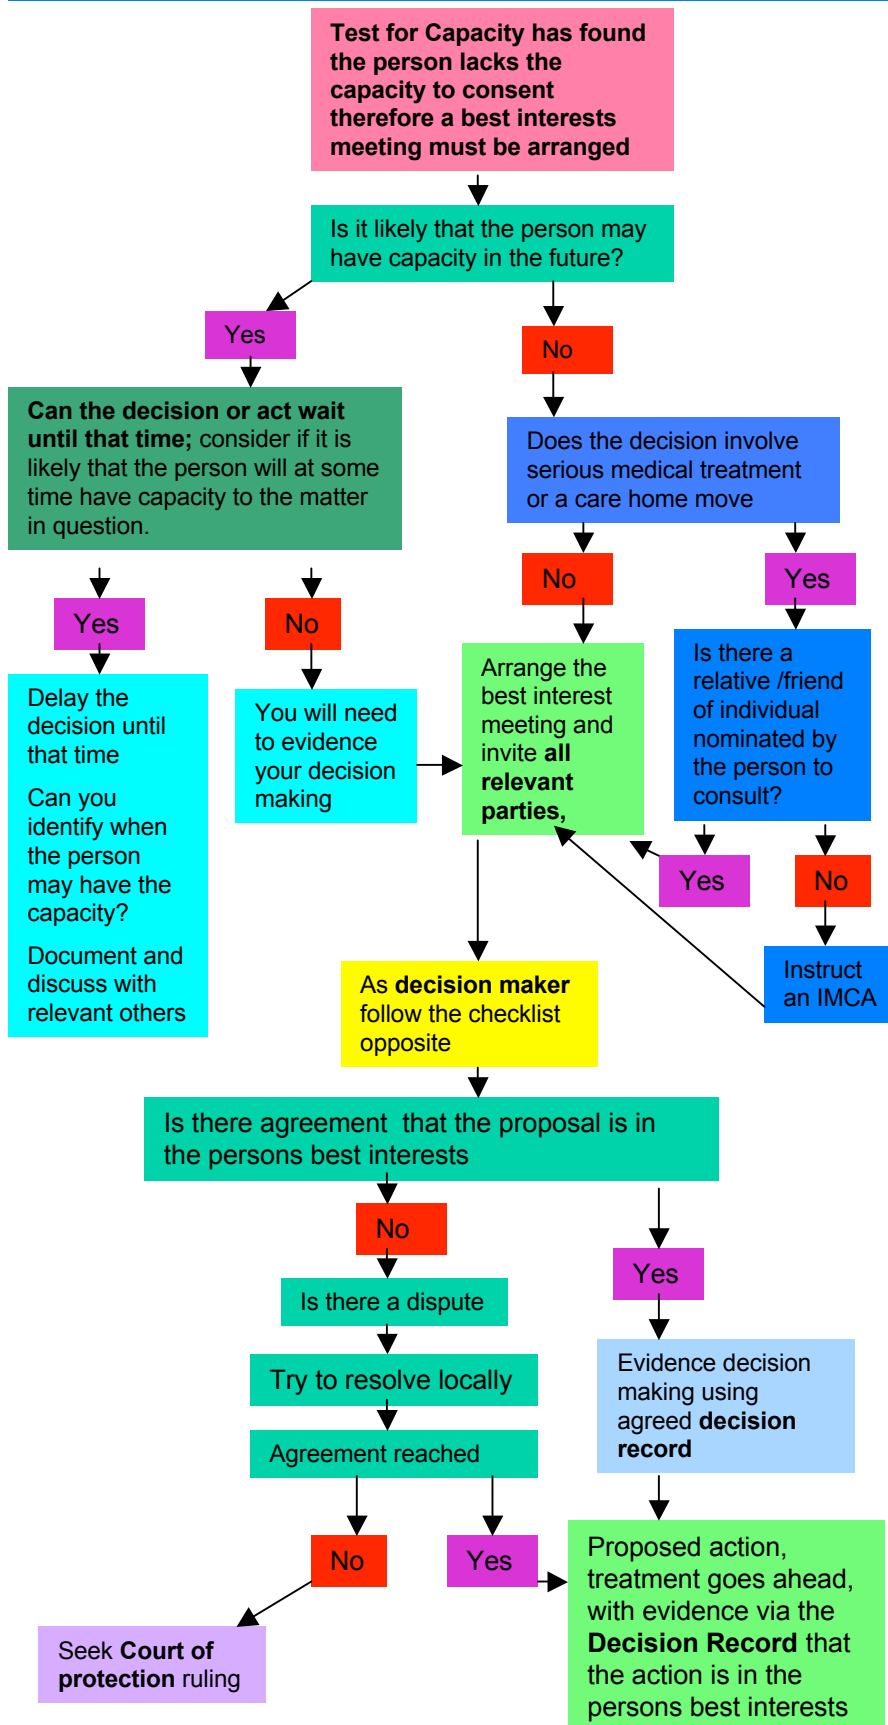 Test for Capacity has found
the person lacks the
capacity to consent
therefore a best interests
meeting must be arranged
Is it likely that the person may
have capacity in the future?
Yes
No
Can the decision or act wait
until that time; consider if it is
likely that the person will at some
time have capacity to the matter
in question.
Does the decision involve
serious medical treatment
or a care home move
No
Yes
Yes
No
Delay the
decision until
that time
Can you
identify when
the person
may have the
capacity?
Document and
discuss with
relevant others
You will need
to evidence
your decision
making
Arrange the
best interest
meeting and
invite all
relevant
parties,
Is there a
relative /friend
of individual
nominated by
the person to
consult?
Yes
No
Instruct
an IMCA
As decision maker
follow the checklist
opposite
Is there agreement that the proposal is in
the persons best interests
No
Yes
Is there a dispute
Try to resolve locally
Agreement reached
Evidence decision
making using
agreed decision
record
No
Yes
Seek Court of
protection ruling
Proposed action,
treatment goes ahead,
with evidence via the
Decision Record that
the action is in the
persons best interests